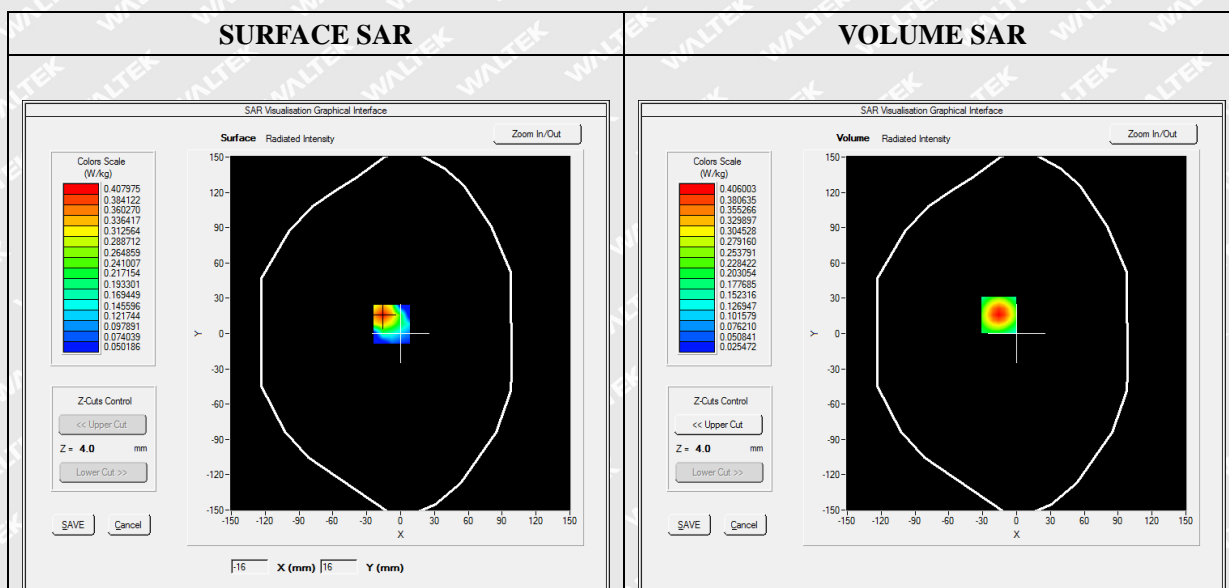 SURFACE SAR
SAR Visualisation Graphical Interface
Surface Radiated Intensity
Zoom In/Out
Colors Scale
(W/kg)
0.407975
0.384122
0.360270
0.336417
0.312564
0.288712
0.264859
0.241007
0.217154
0.193301
0.169449
0.145596
0.121744
0.097891
0.074039
0.050186
Z-Cuts Control
<< Upper Cut
Z = 4.0 mm
Lower Cut >>
SAVE Cancel
150
120
90
60
30
0
-30
-60
-90
-120
-150
Y
-150 -120 -90 -60 -30 0 30 60 90 120 150
X
-16 X (mm) 16 Y (mm)
VOLUME SAR
SAR Visualisation Graphical Interface
Volume Radiated Intensity
Zoom In/Out
Colors Scale
(W/kg)
0.406003
0.380635
0.355266
0.329897
0.304528
0.279160
0.253791
0.228422
0.203054
0.177685
0.152316
0.126947
0.101579
0.076210
0.050841
0.025472
Z-Cuts Control
<< Upper Cut
Z = 4.0 mm
Lower Cut >>
SAVE Cancel
150
120
90
60
30
0
-30
-60
-90
-120
-150
Y
-150 -120 -90 -60 -30 0 30 60 90 120 150
X
WALTEK